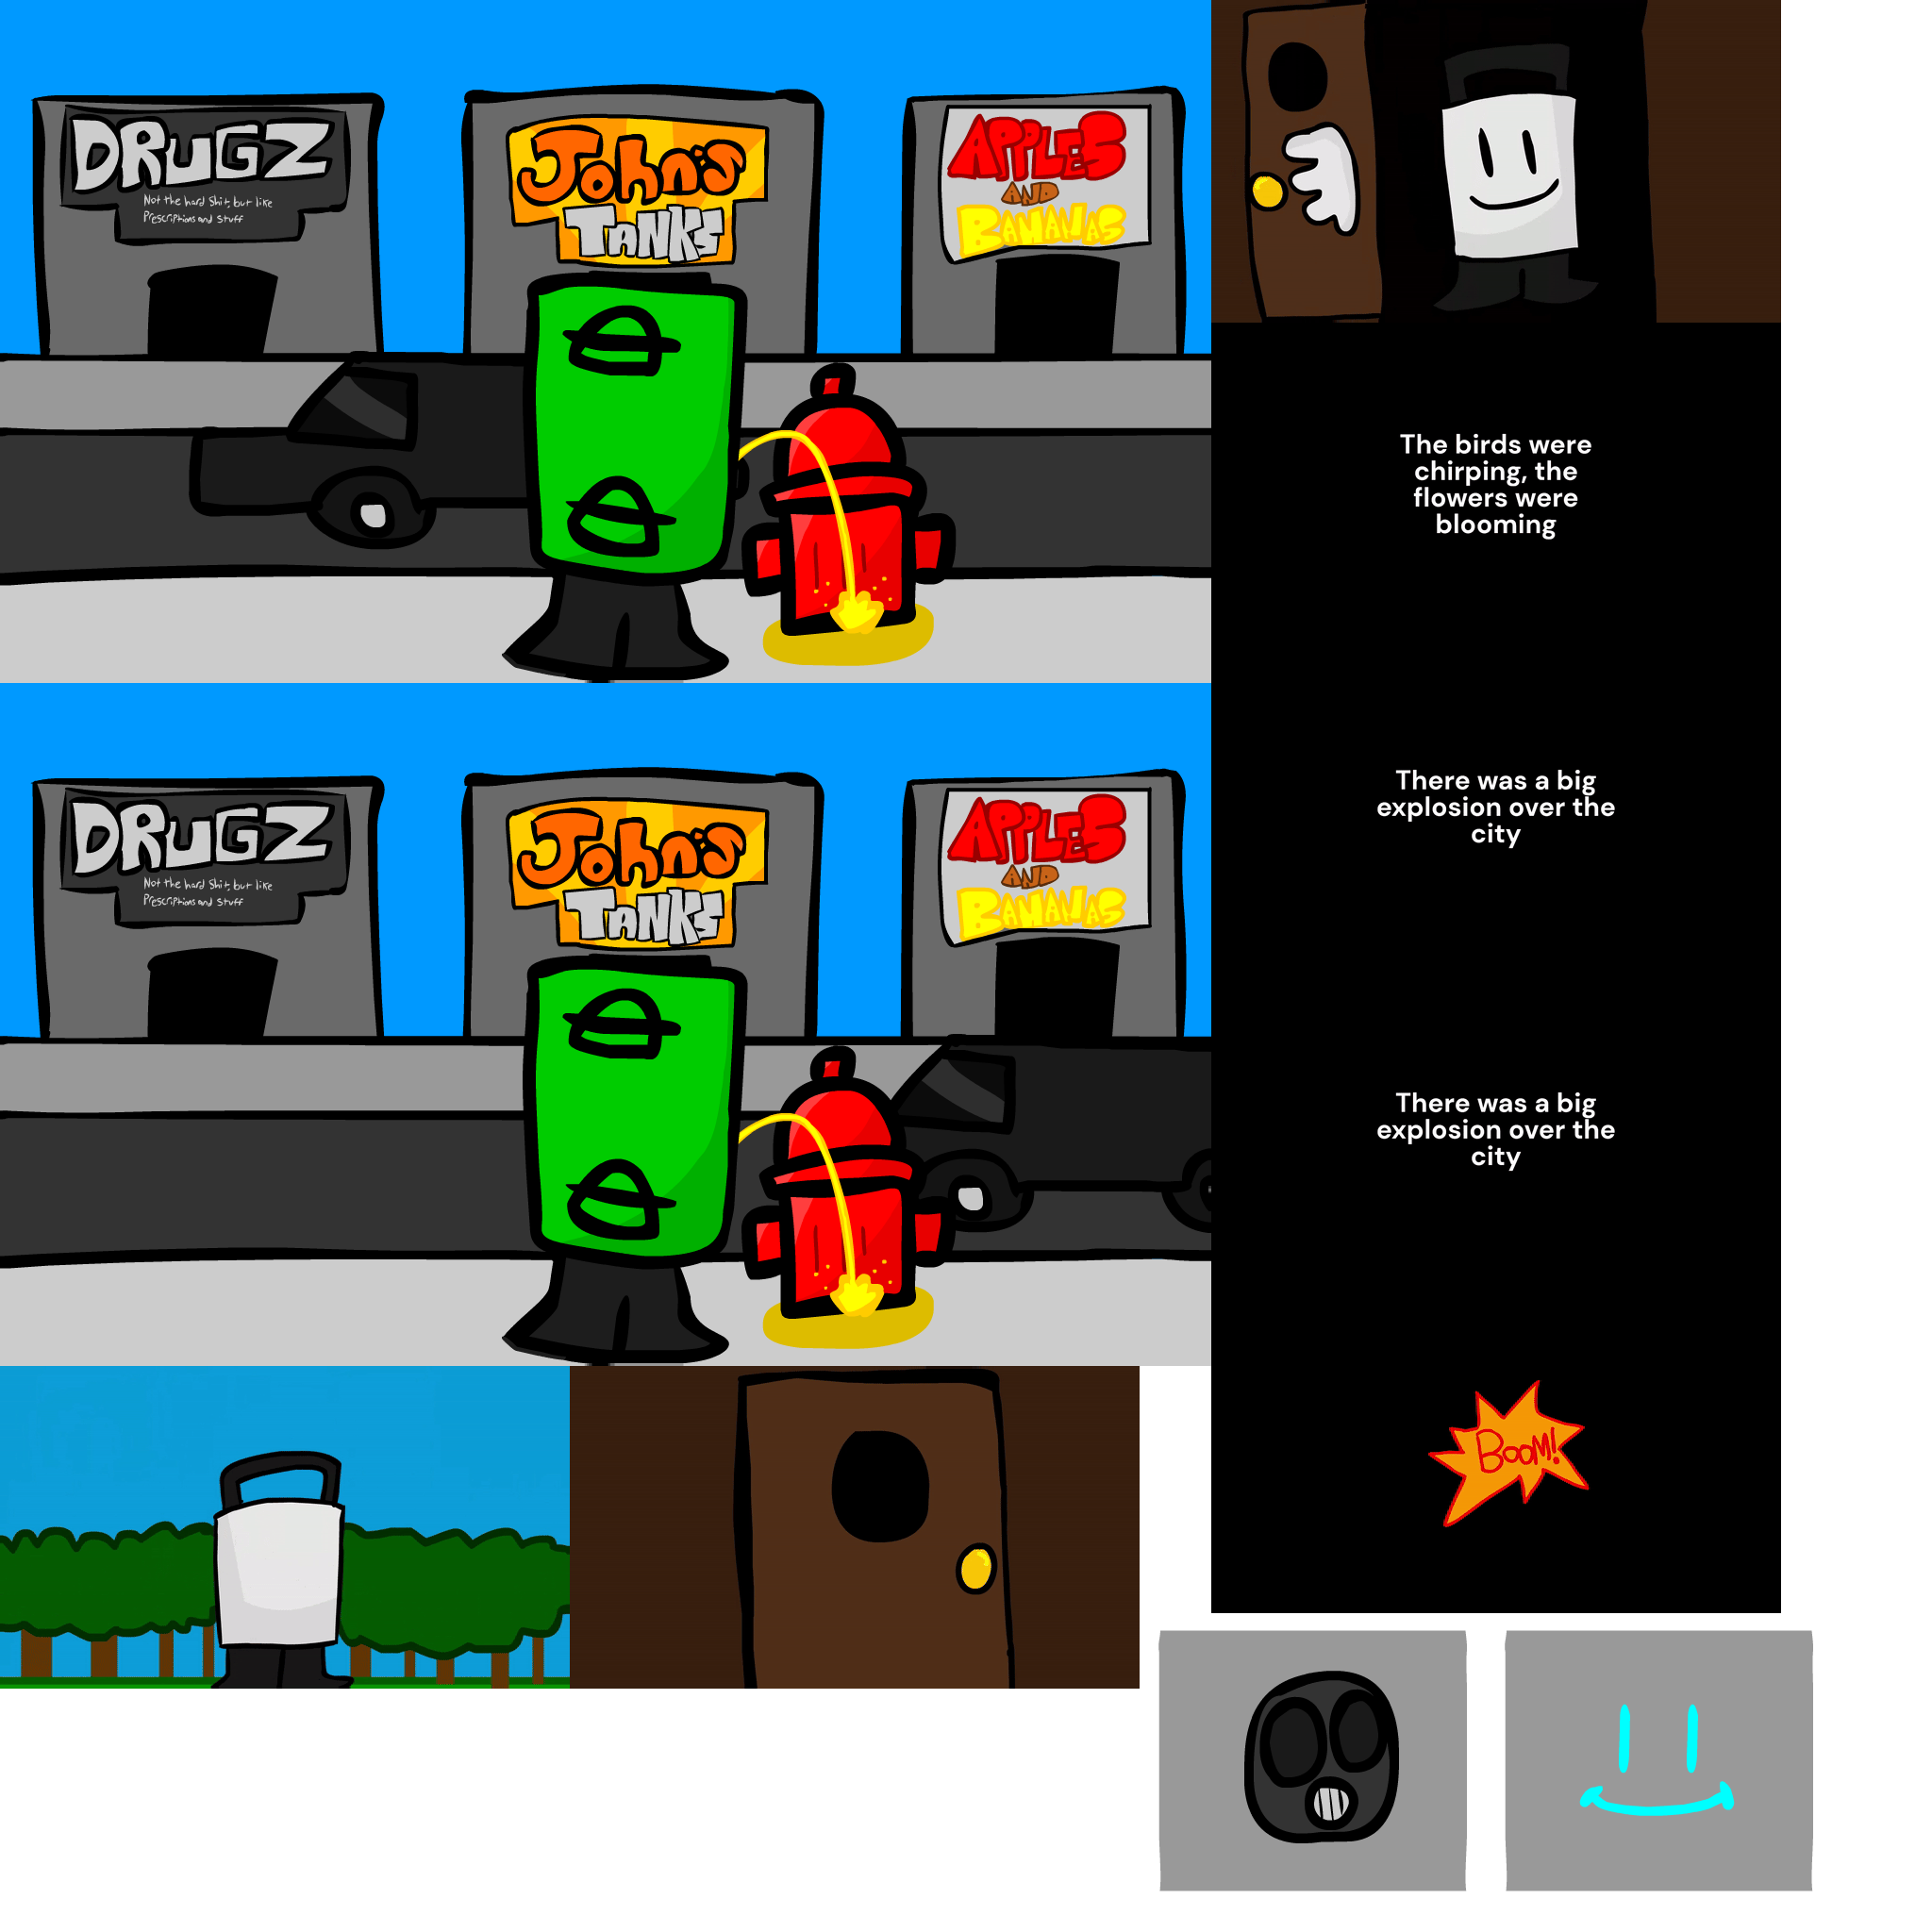 DRUGZ
Not the hard Shit, but like
Prescriptions and stuff
John's
TANKS
APPLES
AND
BANANAS
The birds were
chirping, the
flowers were
blooming
There was a big
explosion over the
city
DRUGZ
Not the hard Shit, but like
Prescriptions and stuff
John's
TANKS
APPLES
AND
BANANAS
There was a big
explosion over the
city
BOOM!